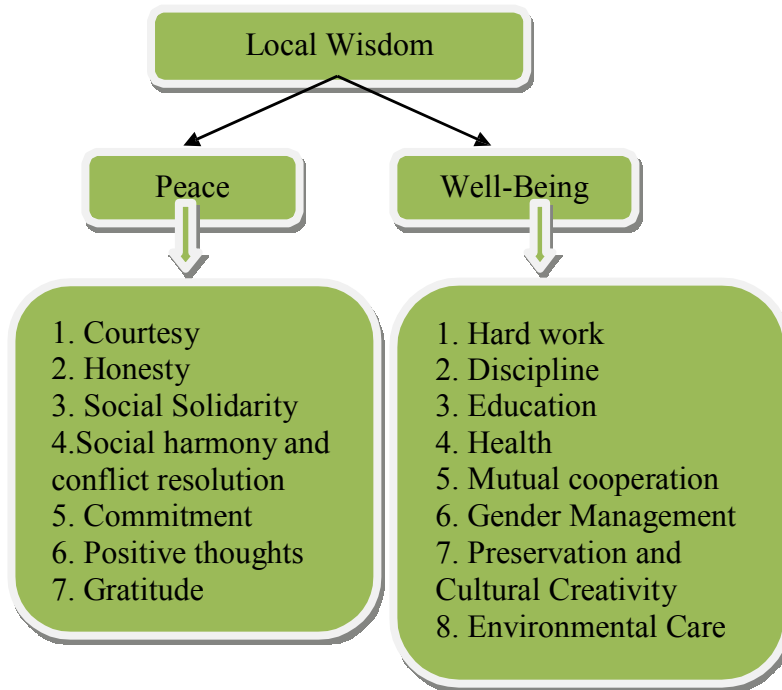 Local Wisdom
Peace
Well-Being
1. Courtesy
2. Honesty
3. Social Solidarity
4.Social harmony and
conflict resolution
5. Commitment
6. Positive thoughts
7. Gratitude
1. Hard work
2. Discipline
3. Education
4. Health
5. Mutual cooperation
6. Gender Management
7. Preservation and
Cultural Creativity
8. Environmental Care